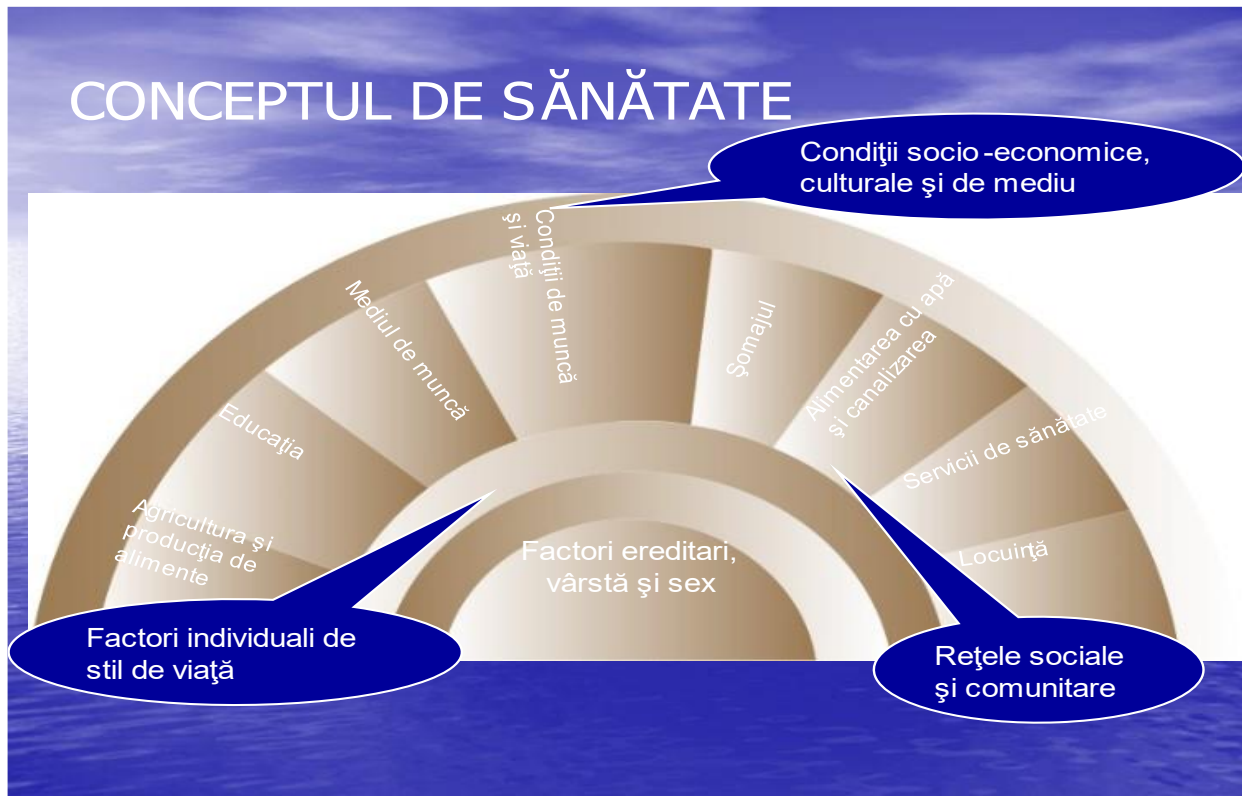 CONCEPTUL DE SĂNĂTATE
Condiţii socio-economice,
culturale şi de mediu
Condiţii de muncă
şi viaţă
Mediul de muncă
Şomajul
Alimentarea cu apă
şi canalizarea
Educaţia
Servicii de sănătate
Agricultura şi
producţia de
alimente
Factori ereditari,
vârstă şi sex
Locuinţă
Factori individuali de
stil de viaţă
Reţele sociale
şi comunitare